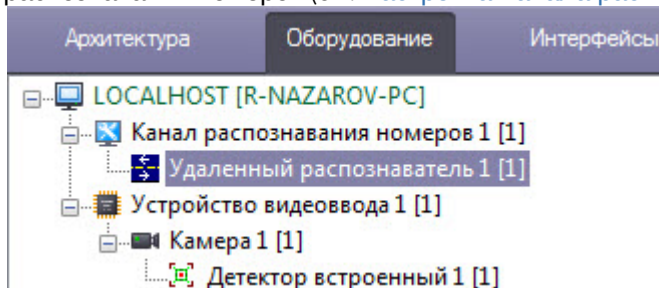 Архитектура Оборудование Интерфейсы
LOCALHOST [R-NAZAROV-PC]
Канал распознавания номеров 1 [1]
Удаленный распознаватель 1 [1]
Устройство видеоввода 1 [1]
Камера 1 [1]
Детектор встроенный 1 [1]